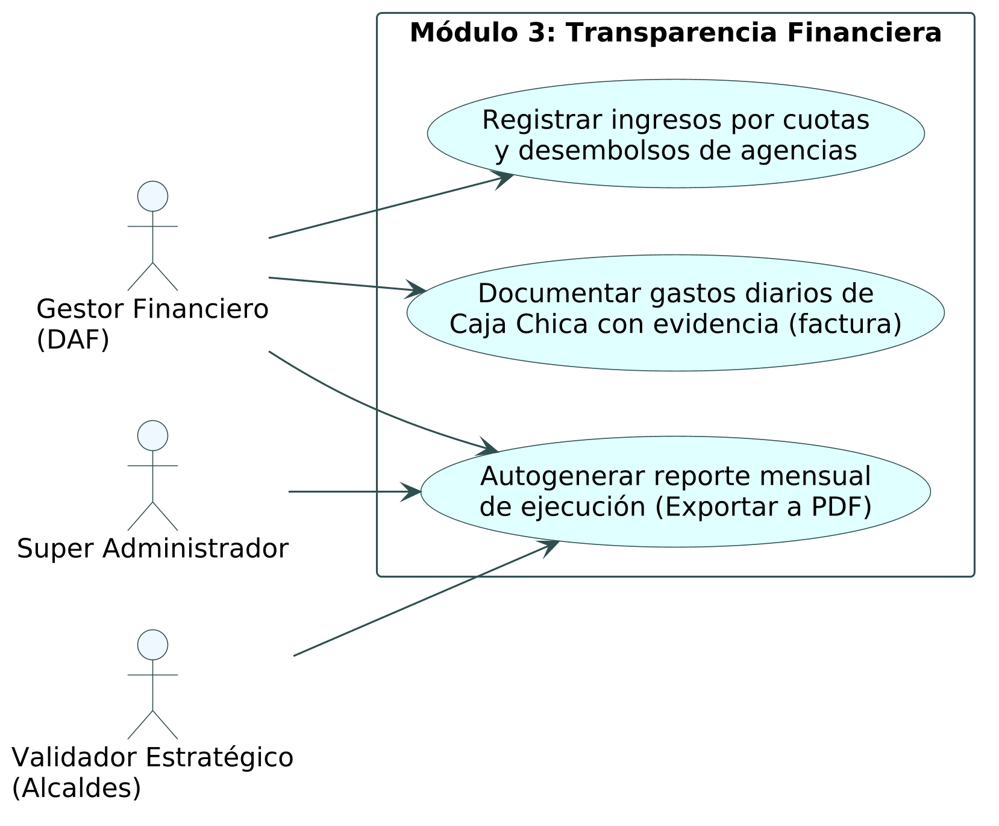 Módulo 3: Transparencia Financiera
Registrar ingresos por cuotas
y desembolsos de agencias
Documentar gastos diarios de
Caja Chica con evidencia (factura)
Autogenerar reporte mensual
de ejecución (Exportar a PDF)
Gestor Financiero
(DAF)
Super Administrador
Validador Estratégico
(Alcaldes)